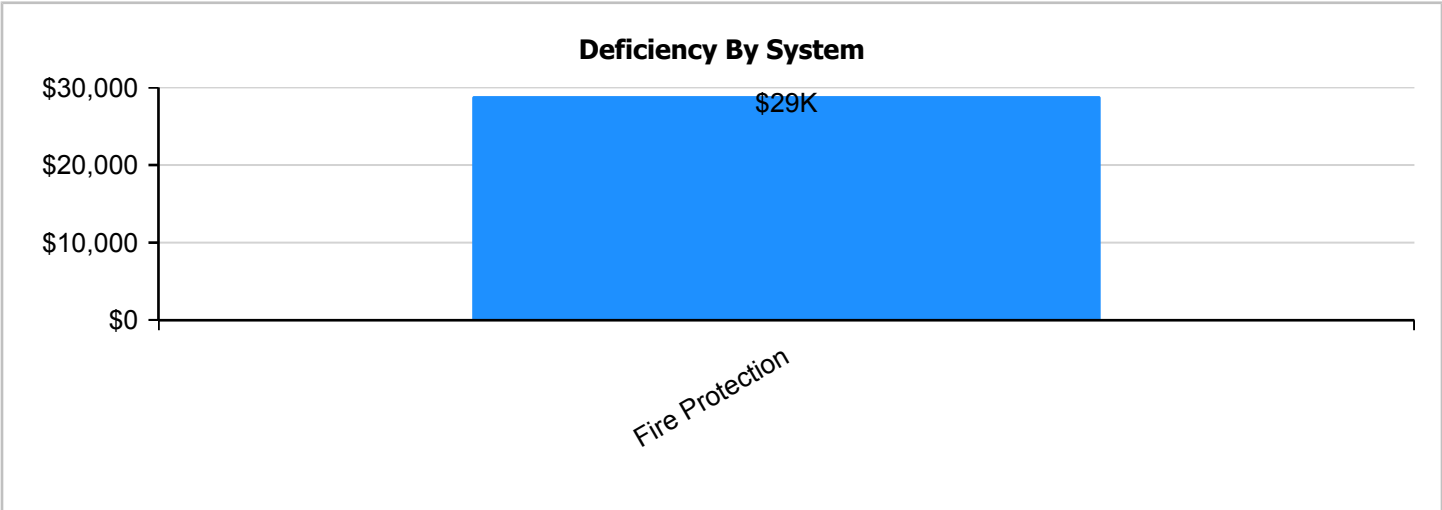 Deficiency By System
$30,000
$29K
$20,000
$10,000
$0
Fire Protection